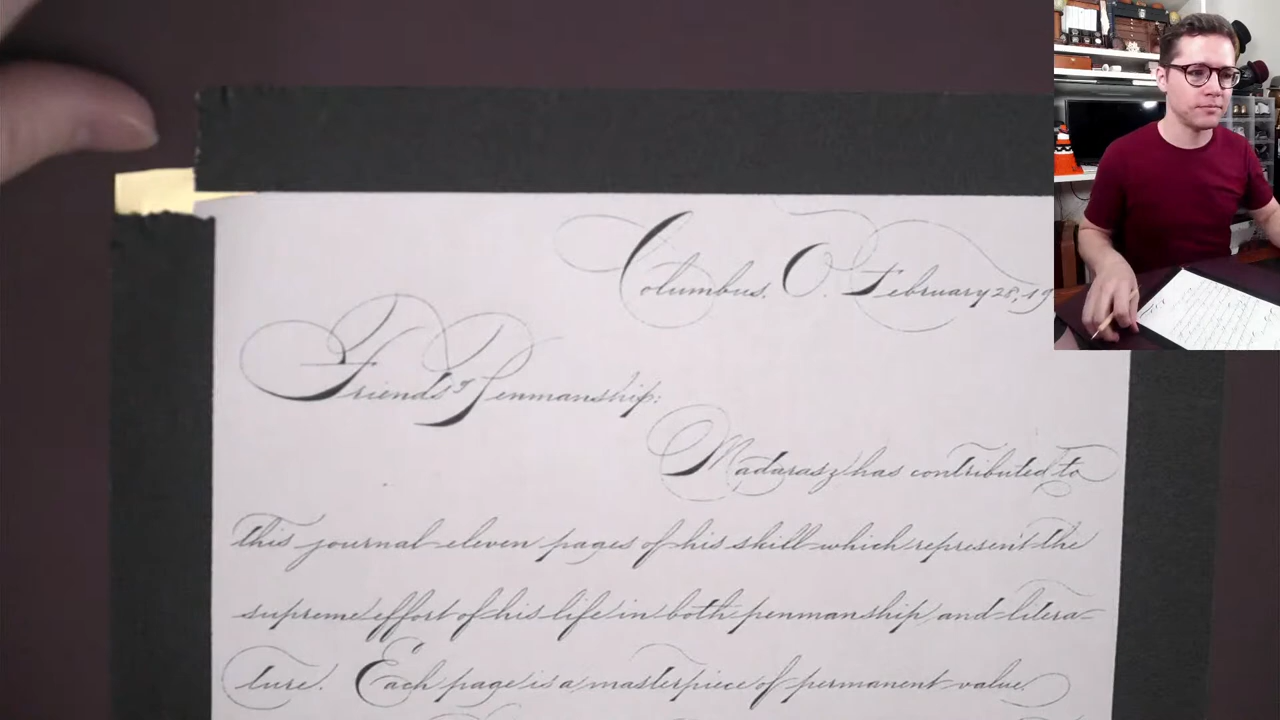 Columbus, O. February 28, 19
Friends of Penmanship:
Madarasz has contributed to
this journal eleven pages of his skill which represent the
supreme effort of his life in both penmanship and litera-
ture. Each page is a masterpiece of permanent value.